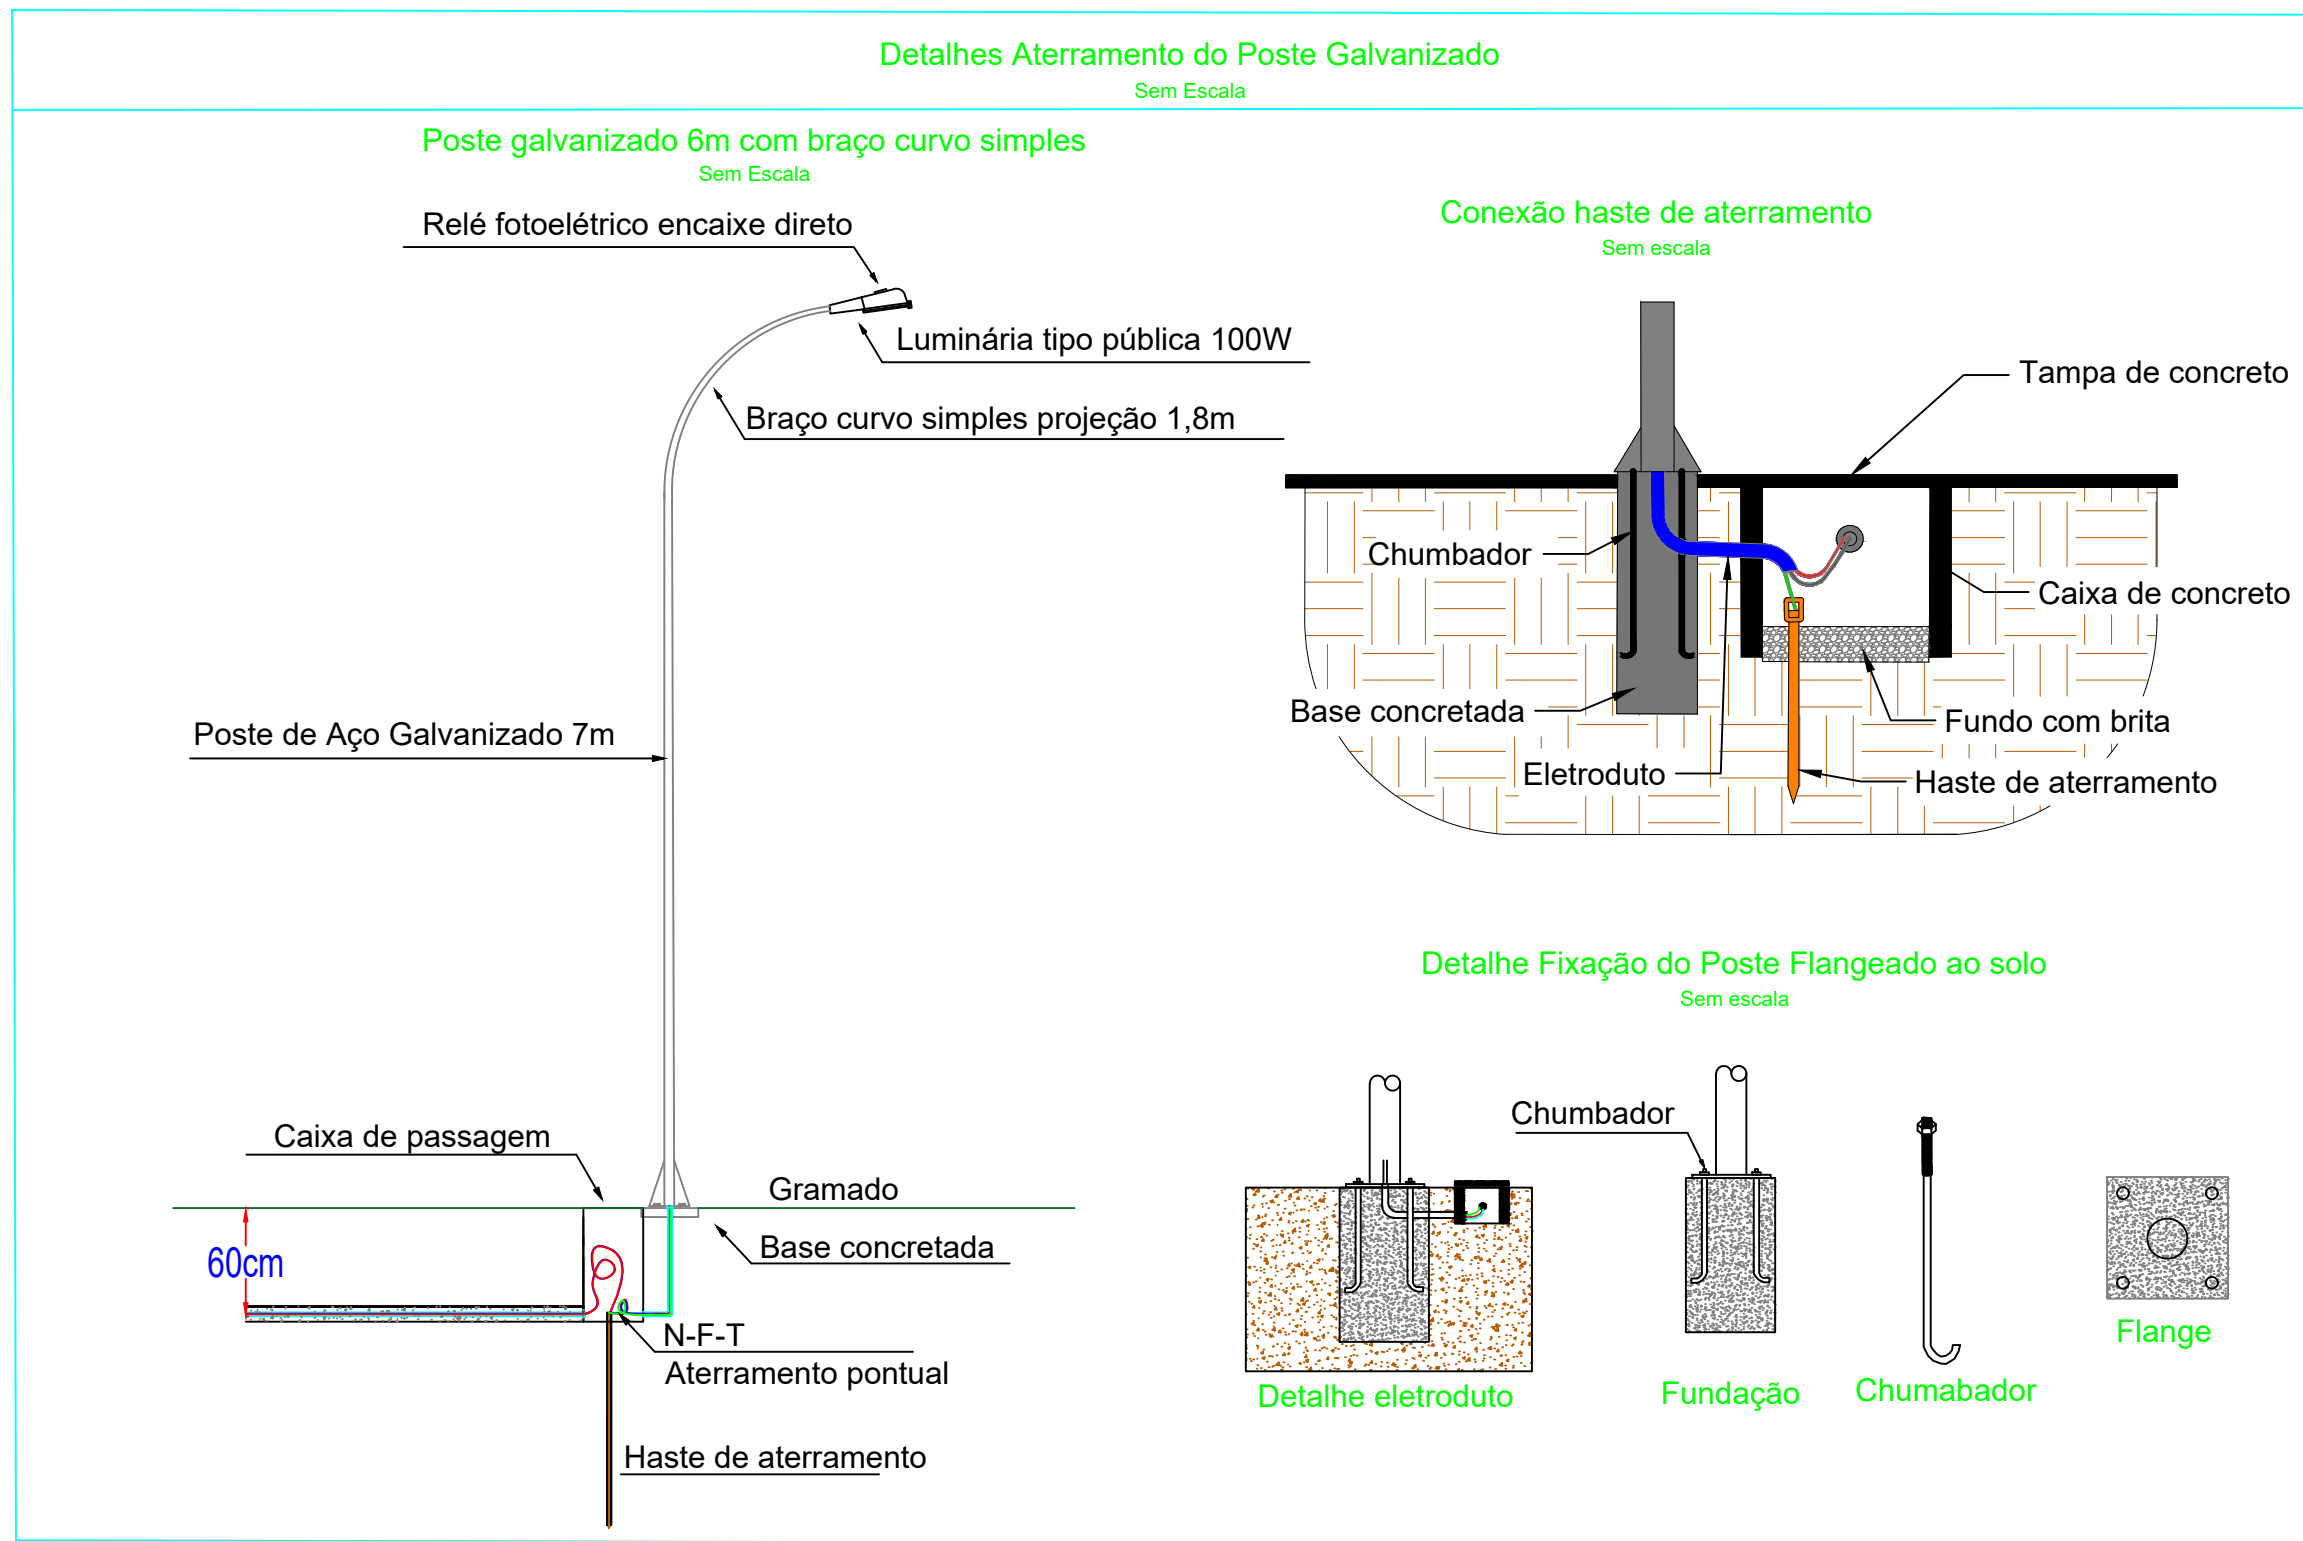 Detalhes Aterramento do Poste Galvanizado
Sem Escala
Poste galvanizado 6m com braço curvo simples
Sem Escala
Relé fotoelétrico encaixe direto
Luminária tipo pública 100W
Braço curvo simples projeção 1,8m
Poste de Aço Galvanizado 7m
Caixa de passagem
Gramado
Base concretada
60cm
N-F-T
Aterramento pontual
Haste de aterramento
Conexão haste de aterramento
Sem escala
Tampa de concreto
Chumbador
Caixa de concreto
Base concretada
Fundo com brita
Eletroduto
Haste de aterramento
Detalhe Fixação do Poste Flangeado ao solo
Sem escala
Chumbador
Detalhe eletroduto
Fundação
Chumabador
Flange